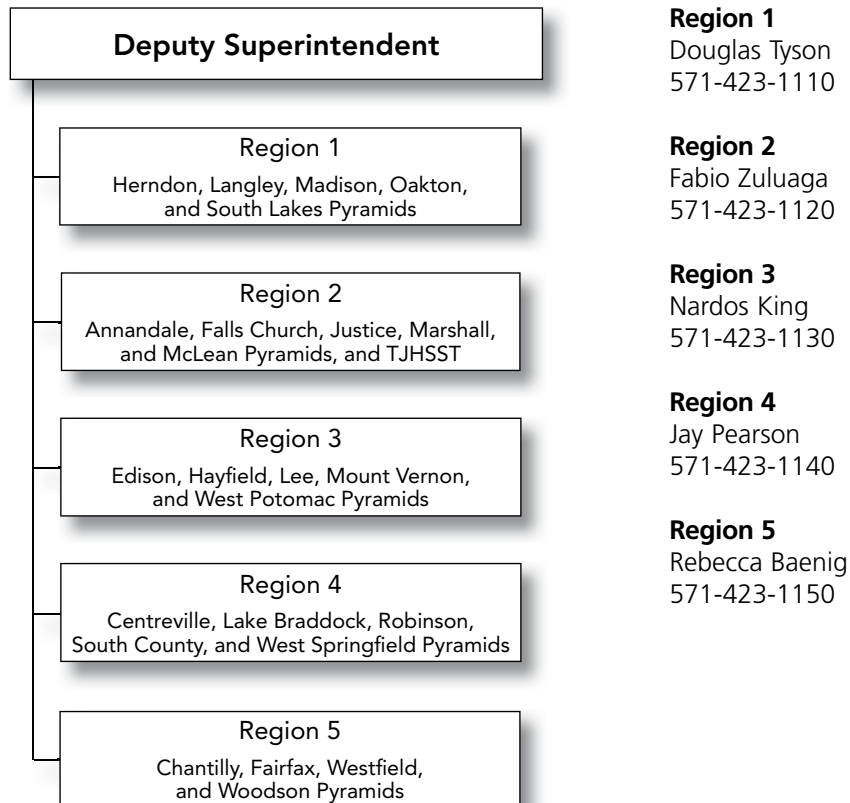 Deputy Superintendent
Region 1
Herndon, Langley, Madison, Oakton,
and South Lakes Pyramids
Region 2
Annandale, Falls Church, Justice, Marshall,
and McLean Pyramids, and TJHSST
Region 3
Edison, Hayfield, Lee, Mount Vernon,
and West Potomac Pyramids
Region 4
Centreville, Lake Braddock, Robinson,
South County, and West Springfield Pyramids
Region 5
Chantilly, Fairfax, Westfield,
and Woodson Pyramids
Region 1
Douglas Tyson
571-423-1110
Region 2
Fabio Zuluaga
571-423-1120
Region 3
Nardos King
571-423-1130
Region 4
Jay Pearson
571-423-1140
Region 5
Rebecca Baenig
571-423-1150